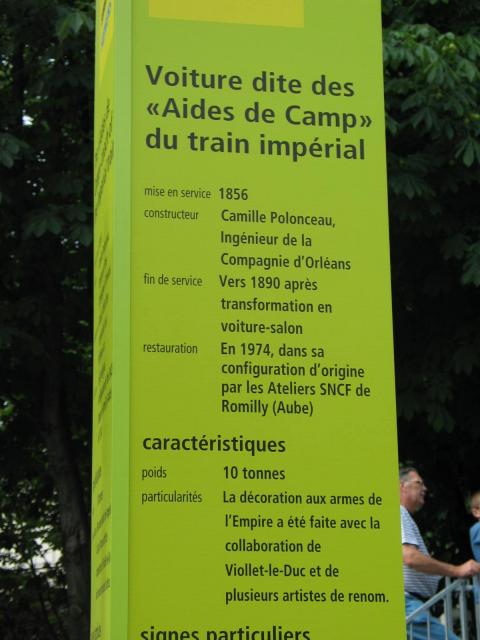 Voiture dite des
«Aides de Camp»
du train impérial
mise en service 1856
constructeur Camille Polonceau,
Ingénieur de la
Compagnie d'Orléans
fin de service Vers 1890 après
transformation en
voiture-salon
restauration En 1974, dans sa
configuration d'origine
par les Ateliers SNCF de
Romilly (Aube)
caractéristiques
poids 10 tonnes
particularités La décoration aux armes de
l'Empire a été faite avec la
collaboration de
Viollet-le-Duc et de
plusieurs artistes de renom.
signes particuliers